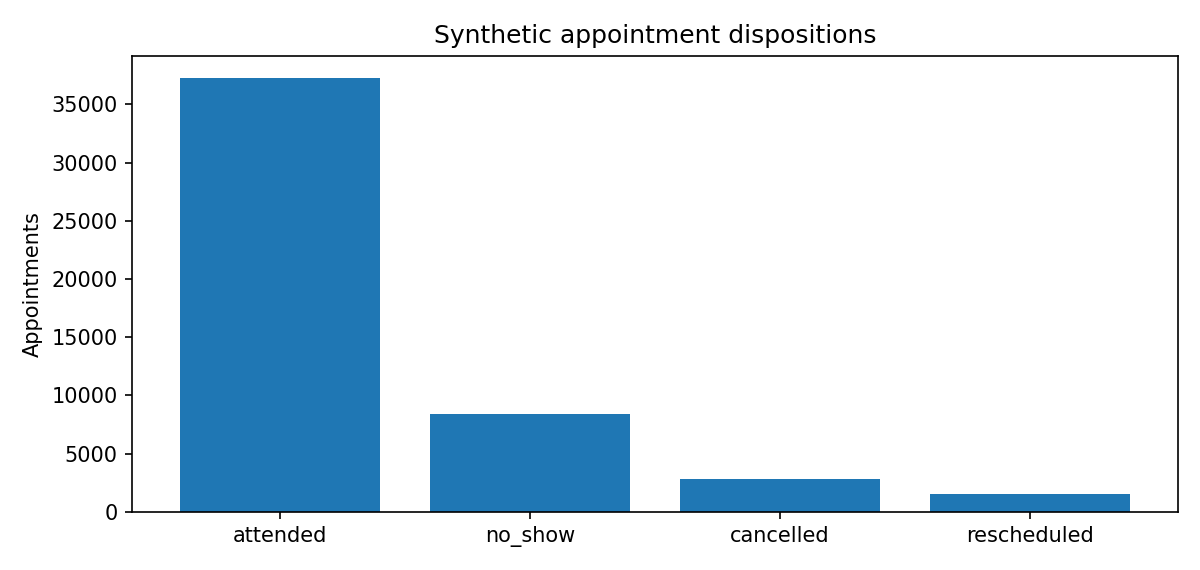 Synthetic appointment dispositions
Appointments
35000
30000
25000
20000
15000
10000
5000
0
attended no_show cancelled rescheduled